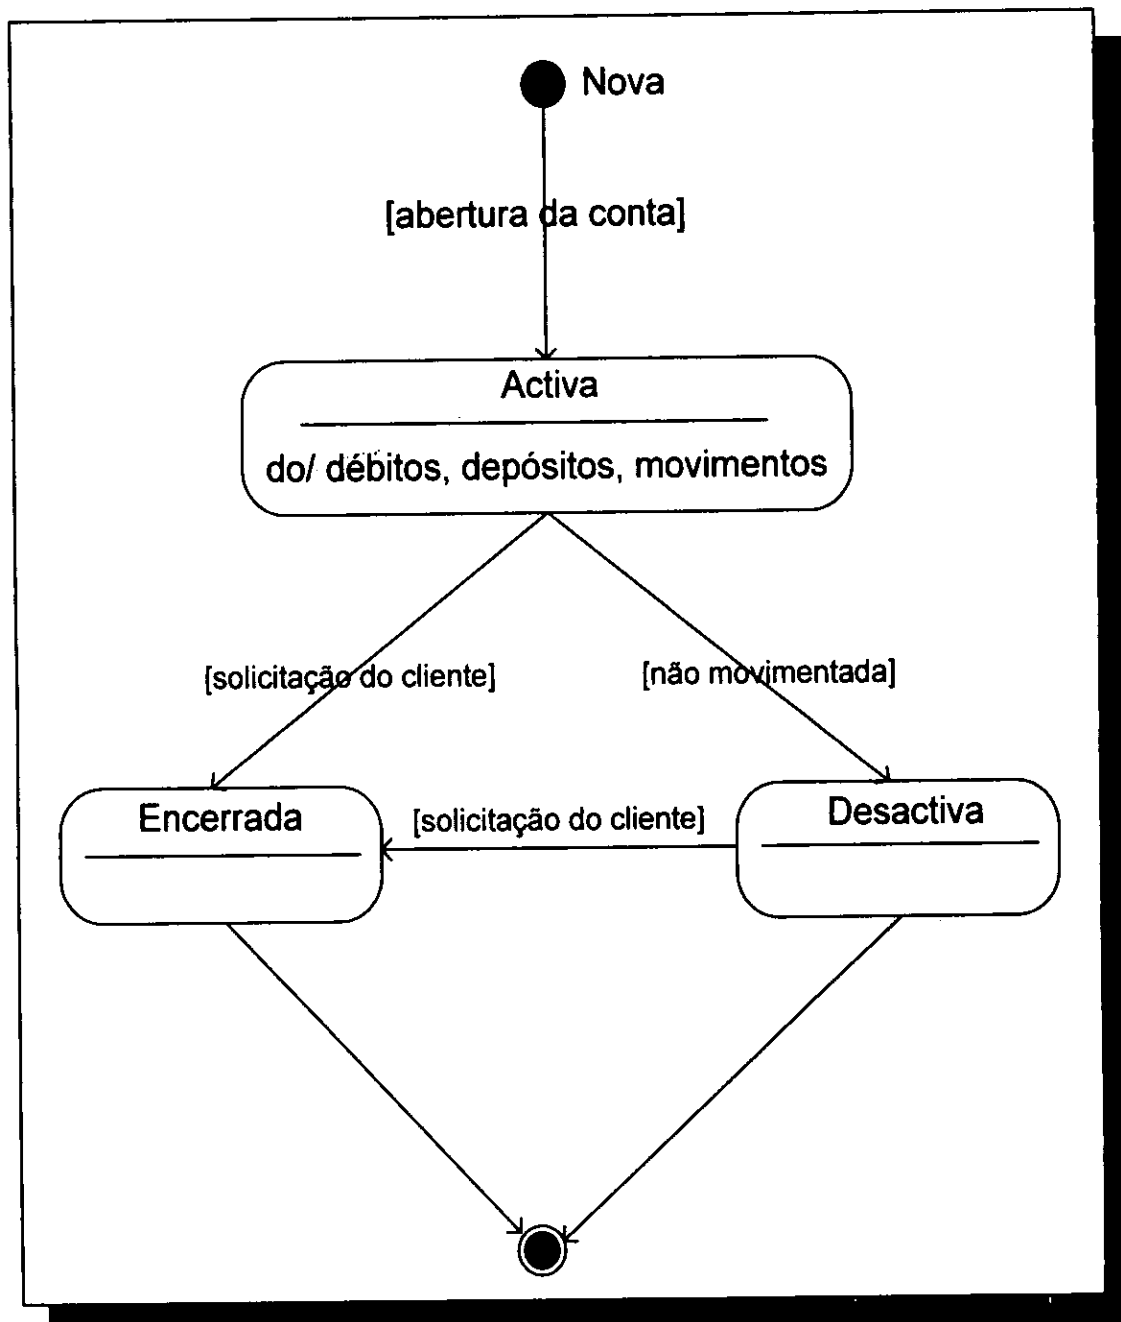 Nova
[abertura da conta]
Activa
do/ débitos, depósitos, movimentos
[solicitação do cliente]
[não movimentada]
Encerrada
[solicitação do cliente]
Desactiva